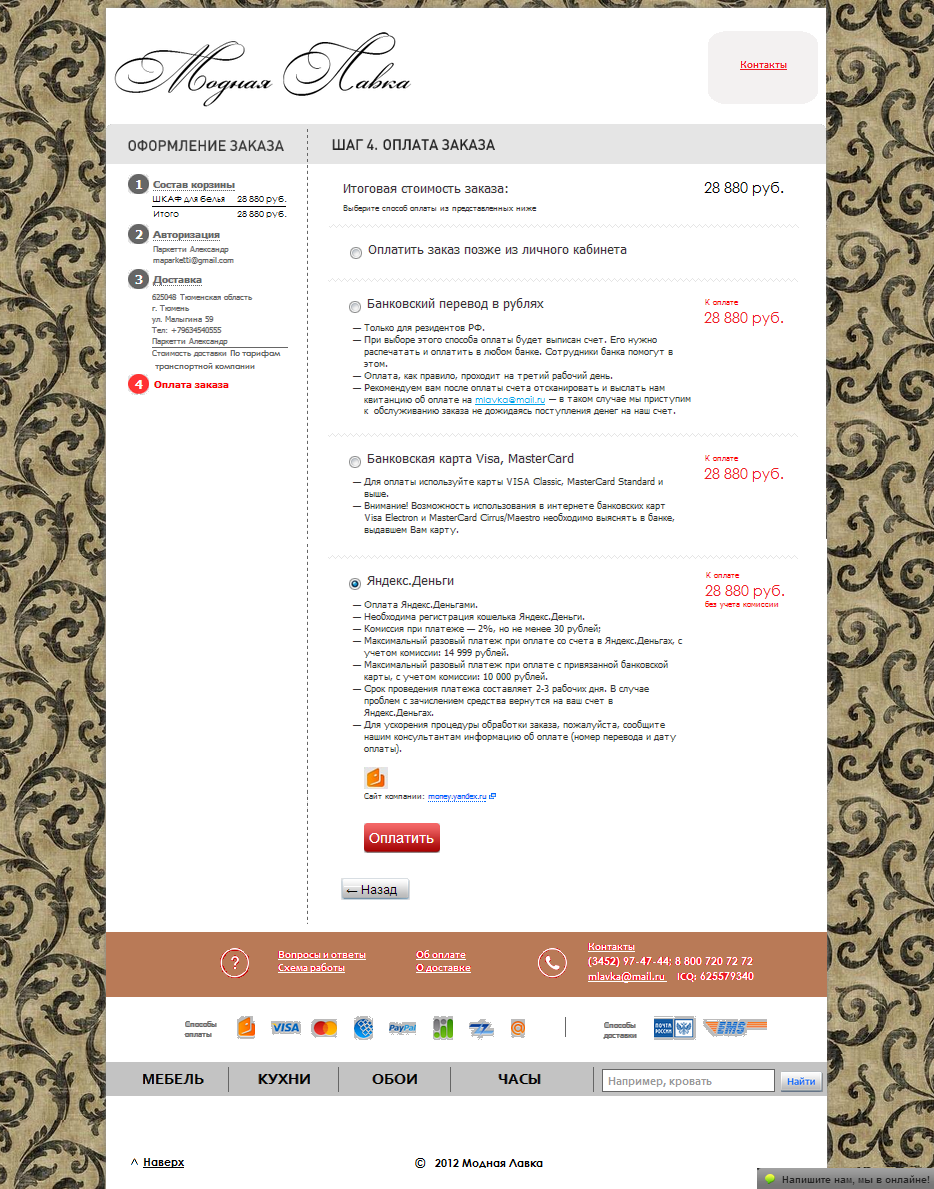 Модная Лавка
Контакты
ОФОРМЛЕНИЕ ЗАКАЗА
1 Состав корзины
ШКАФ для белья 28 880 руб.
Итого 28 880 руб.
2 Авторизация
Паркетти Александр
maparketti@gmail.com
3 Доставка
625048 Тюменская область
г. Тюмень
ул. Малыгина 59
Тел: +79634540555
Паркетти Александр
Стоимость доставки По тарифам
транспортной компании
4 Оплата заказа
ШАГ 4. ОПЛАТА ЗАКАЗА
Итоговая стоимость заказа: 28 880 руб.
Выберите способ оплаты из представленных ниже
Оплатить заказ позже из личного кабинета
Банковский перевод в рублях
К оплате
28 880 руб.
— Только для резидентов РФ.
— При выборе этого способа оплаты будет выписан счет. Его нужно
распечатать и оплатить в любом банке. Сотрудники банка помогут в
этом.
— Оплата, как правило, проходит на третий рабочий день.
— Рекомендуем вам после оплаты счета отсканировать и выслать нам
квитанцию об оплате на mlavka@mail.ru — в таком случае мы приступим
к обслуживанию заказа не дожидаясь поступления денег на наш счет.
Банковская карта Visa, MasterCard
К оплате
28 880 руб.
— Для оплаты используйте карты VISA Classic, MasterCard Standard и
выше.
— Внимание! Возможность использования в интернете банковских карт
Visa Electron и MasterCard Cirrus/Maestro необходимо выяснять в банке,
выдавшем Вам карту.
Яндекс.Деньги
К оплате
28 880 руб.
без учета комиссии
— Оплата Яндекс.Деньгами.
— Необходима регистрация кошелька Яндекс.Деньги.
— Комиссия при платеже — 2%, но не менее 30 рублей;
— Максимальный разовый платеж при оплате со счета в Яндекс.Деньгах, с
учетом комиссии: 14 999 рублей.
— Максимальный разовый платеж при оплате с привязанной банковской
карты, с учетом комиссии: 10 000 рублей.
— Срок проведения платежа составляет 2-3 рабочих дня. В случае
проблем с зачислением средства вернутся на ваш счет в
Яндекс.Деньгах.
— Для ускорения процедуры обработки заказа, пожалуйста, сообщите
нашим консультантам информацию об оплате (номер перевода и дату
оплаты).
Сайт компании: money.yandex.ru
Оплатить
← Назад
?
Вопросы и ответы
Схема работы
Об оплате
О доставке
Контакты
(3452) 97-47-44; 8 800 720 72 72
mlavka@mail.ru ICQ: 625579340
Способы
оплаты
VISA
PayPal
Способы
доставки
ПОЧТА
РОССИИ
EMS
МЕБЕЛЬ
КУХНИ
ОБОИ
ЧАСЫ
Например, кровать
Найти
^ Наверх
© 2012 Модная Лавка
Напишите нам, мы в онлайне!